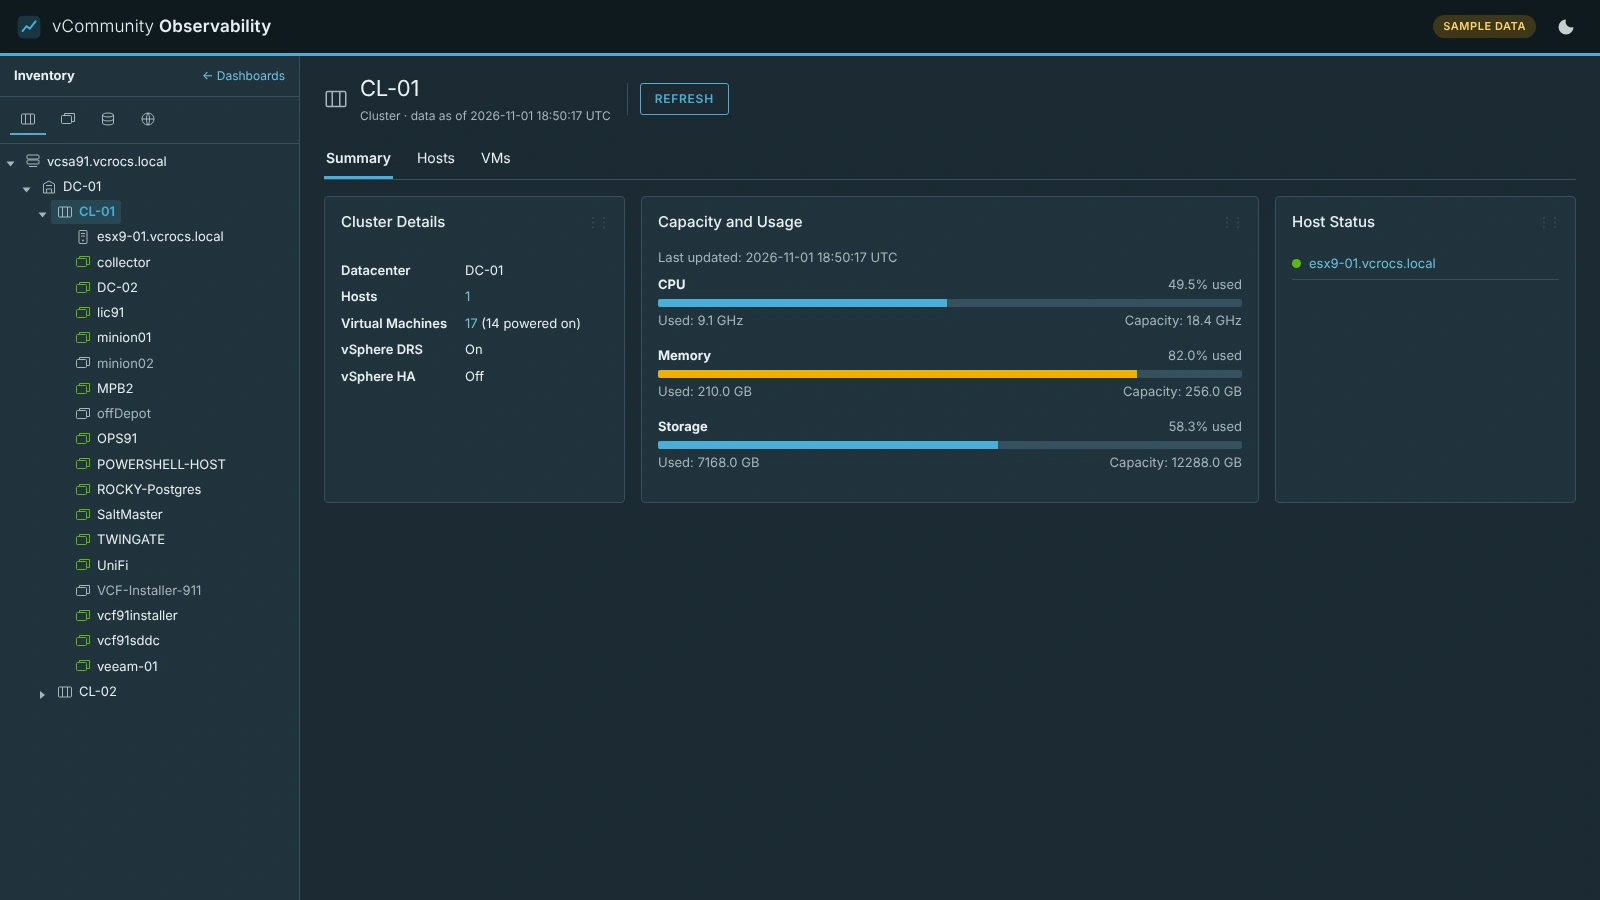 vCommunity Observability
SAMPLE DATA
Inventory
← Dashboards
vcsa91.vcrocs.local
DC-01
CL-01
esx9-01.vcrocs.local
collector
DC-02
lic91
minion01
minion02
MPB2
offDepot
OPS91
POWERSHELL-HOST
ROCKY-Postgres
SaltMaster
TWINGATE
UniFi
VCF-Installer-911
vcf91installer
vcf91sddc
veeam-01
CL-02
CL-01
Cluster · data as of 2026-11-01 18:50:17 UTC
REFRESH
Summary Hosts VMs
Cluster Details
Datacenter DC-01
Hosts 1
Virtual Machines 17 (14 powered on)
vSphere DRS On
vSphere HA Off
Capacity and Usage
Last updated: 2026-11-01 18:50:17 UTC
CPU 49.5% used
Used: 9.1 GHz Capacity: 18.4 GHz
Memory 82.0% used
Used: 210.0 GB Capacity: 256.0 GB
Storage 58.3% used
Used: 7168.0 GB Capacity: 12288.0 GB
Host Status
esx9-01.vcrocs.local